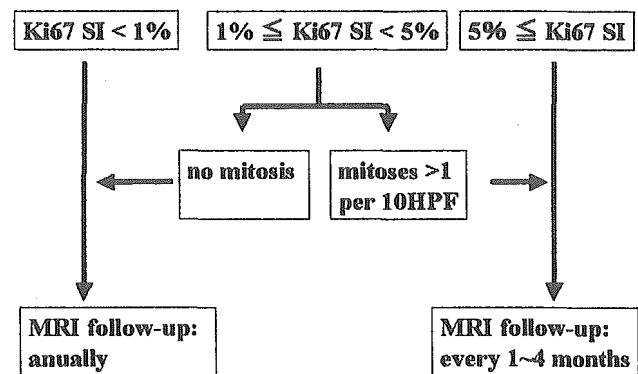 Ki67 SI < 1%
1% ≦ Ki67 SI < 5%
5% ≦ Ki67 SI
no mitosis
mitoses >1
per 10HPF
MRI follow-up:
anually
MRI follow-up:
every 1~4 months